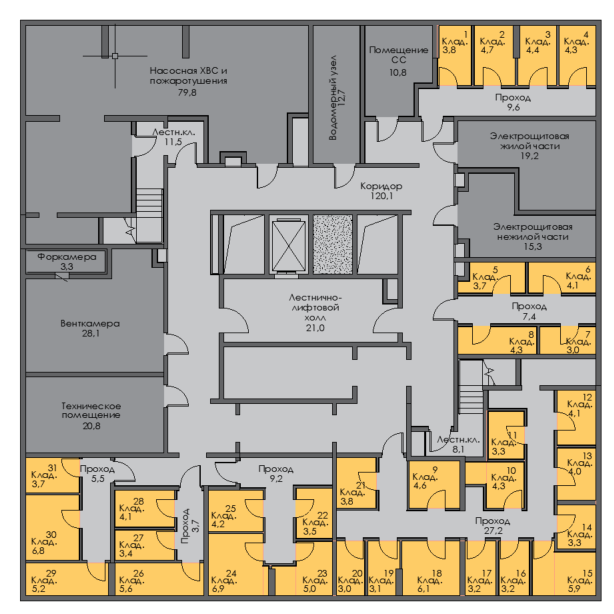 1
Клад.
3,8
2
Клад.
4,7
3
Клад.
4,4
4
Клад.
4,3
Насосная ХВС и
пожаротушения
79,8
Водомерный узел
12,7
Помещение
СС
10,8
Проход
9,6
Лестн.кл.
11,5
Электрощитовая
жилой части
19,2
Коридор
120,1
Электрощитовая
нежилой части
15,3
Форкамера
3,3
5
Клад.
3,7
6
Клад.
4,1
Лестнично-
лифтовой
холл
21,0
Проход
7,4
Венткамера
28,1
8
Клад.
4,3
7
Клад.
3,0
Техническое
помещение
20,8
12
Клад.
4,1
11
Клад.
3,3
Лестн.кл.
8,1
31
Клад.
3,7
Проход
5,5
Проход
9,2
21
Клад.
3,8
9
Клад.
4,6
10
Клад.
4,3
13
Клад.
4,0
28
Клад.
4,1
25
Клад.
4,2
22
Клад.
3,5
Проход
3,7
Проход
27,2
14
Клад.
3,3
30
Клад.
6,8
27
Клад.
3,4
29
Клад.
5,2
26
Клад.
5,6
24
Клад.
6,9
23
Клад.
5,0
20
Клад.
3,0
19
Клад.
3,1
18
Клад.
6,1
17
Клад.
3,2
16
Клад.
3,2
15
Клад.
5,9